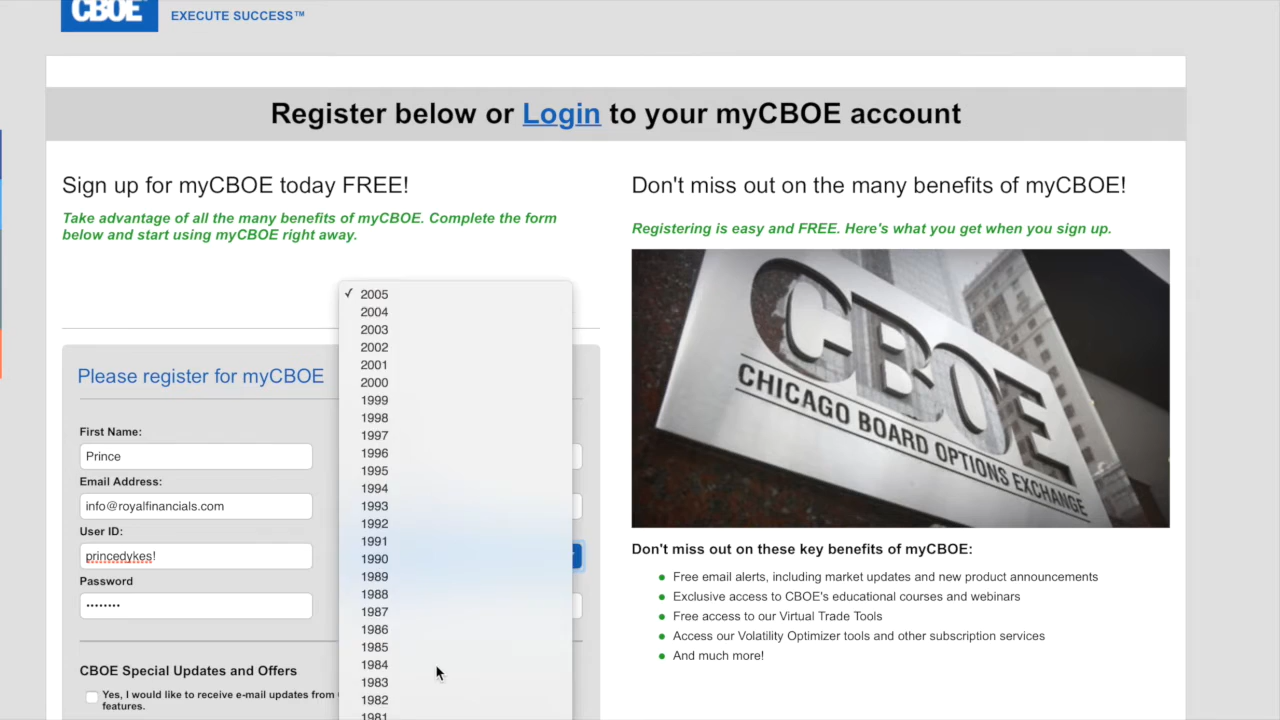 CBOE
EXECUTE SUCCESS™
Register below or Login to your myCBOE account
Sign up for myCBOE today FREE!
Take advantage of all the many benefits of myCBOE. Complete the form
below and start using myCBOE right away.
✓ 2005
2004
2003
2002
2001
2000
1999
1998
1997
1996
1995
1994
1993
1992
1991
1990
1989
1988
1987
1986
1985
1984
1983
1982
1981
Please register for myCBOE
First Name:
Prince
Email Address:
info@royalfinancials.com
User ID:
princedykes!
Password
••••••••
CBOE Special Updates and Offers
Yes, I would like to receive e-mail updates from
features.
Don't miss out on the many benefits of myCBOE!
Registering is easy and FREE. Here's what you get when you sign up.
CBOE
CHICAGO BOARD OPTIONS EXCHANGE
Don't miss out on these key benefits of myCBOE:
Free email alerts, including market updates and new product announcements
Exclusive access to CBOE's educational courses and webinars
Free access to our Virtual Trade Tools
Access our Volatility Optimizer tools and other subscription services
And much more!